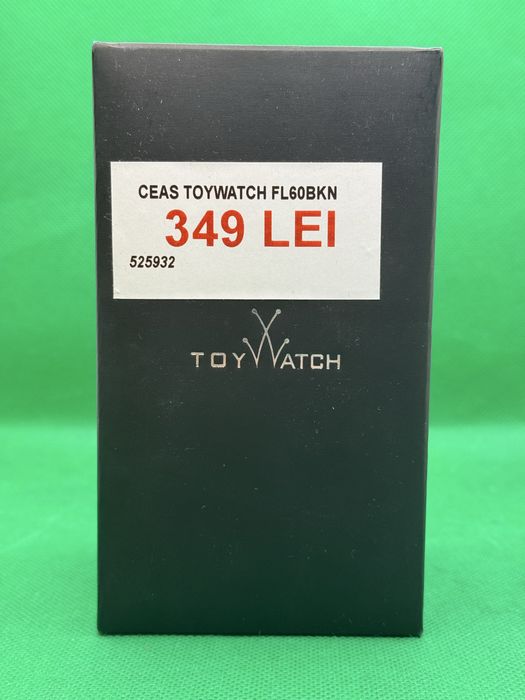 CEAS TOYWATCH FL60BKN
349 LEI
525932
TOYWATCH